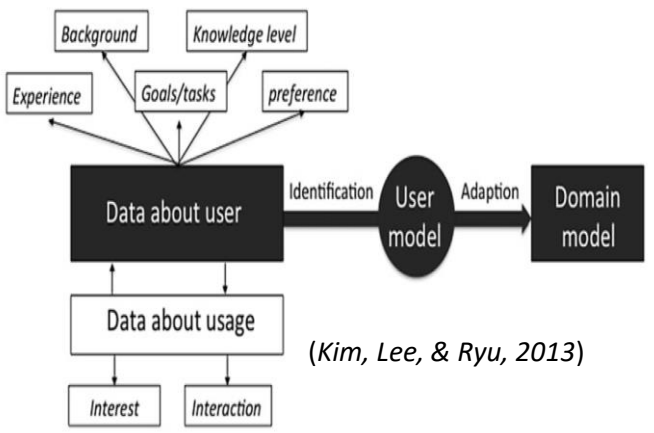 Background
Knowledge level
Experience
Goals/tasks
preference
Data about user
Identification
User
model
Adaption
Domain
model
Data about usage
(Kim, Lee, & Ryu, 2013)
Interest
Interaction